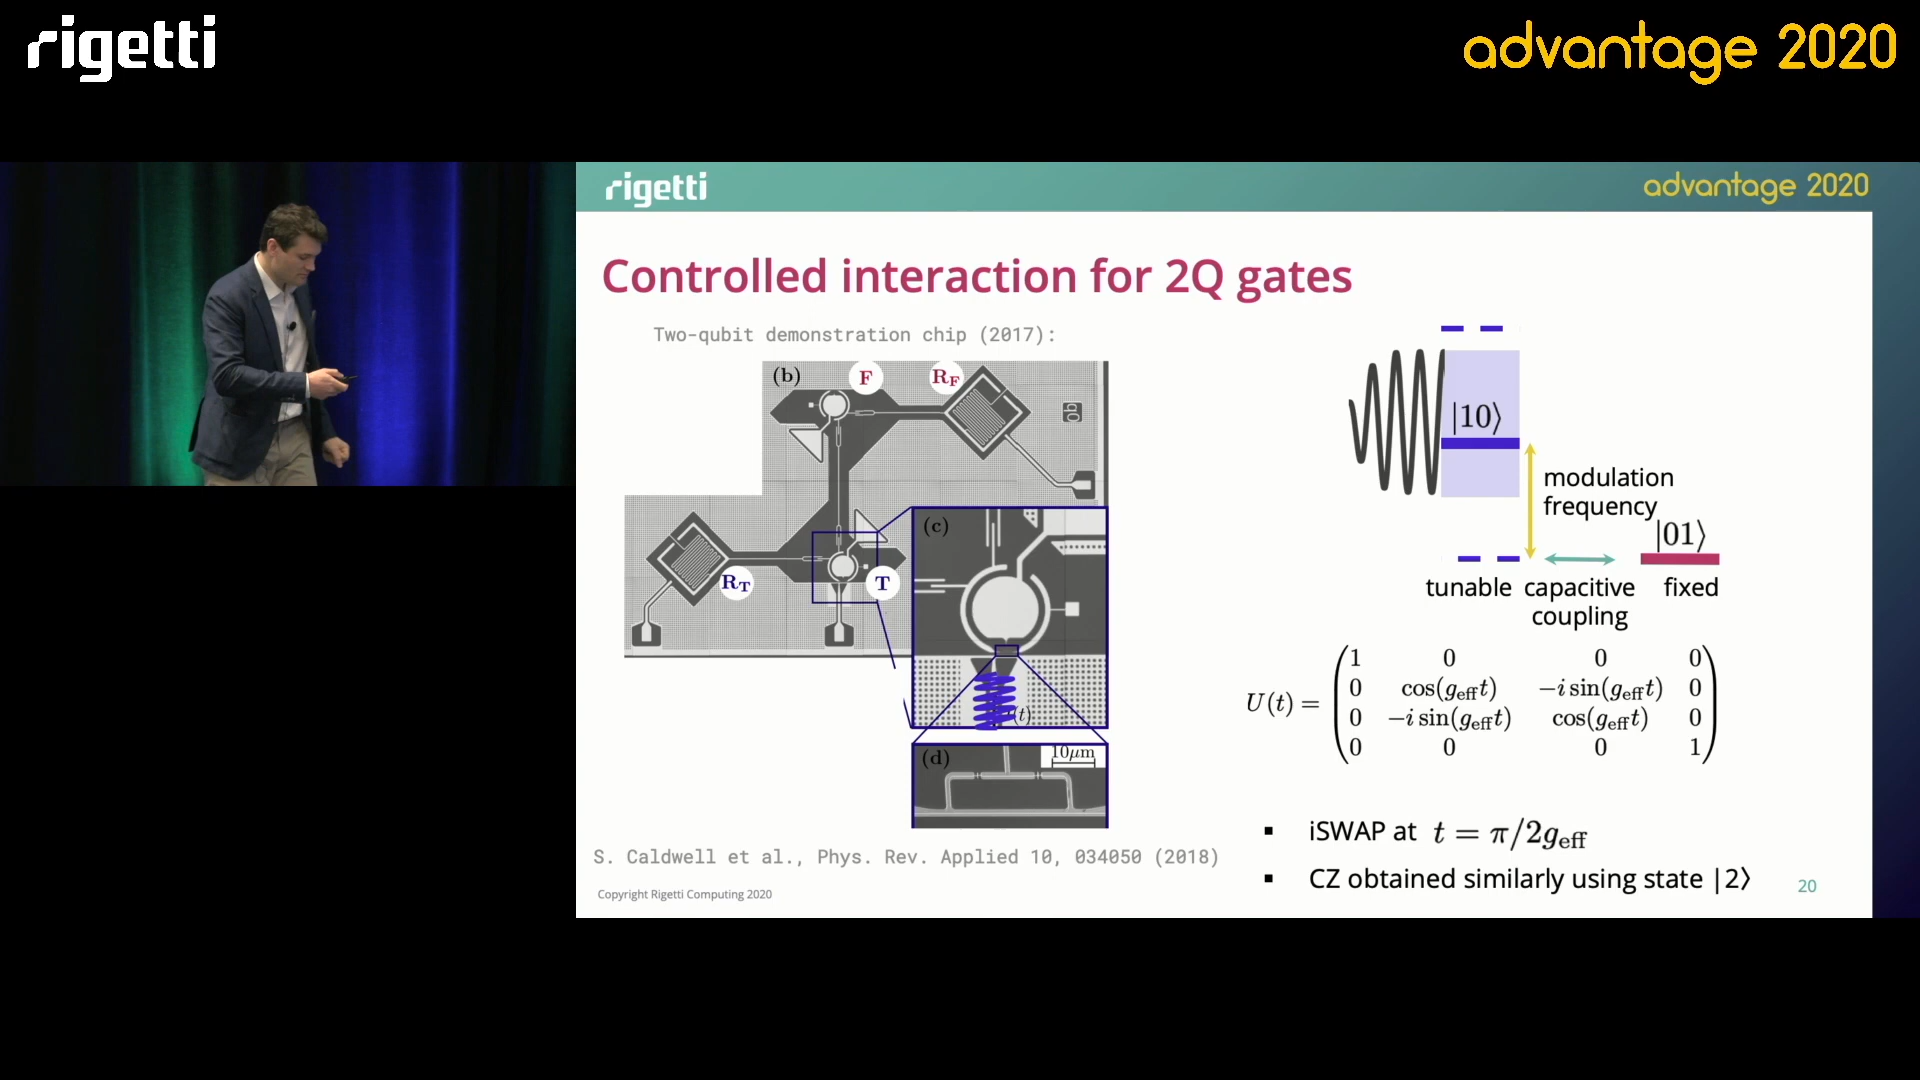 rigetti
advantage 2020
rigetti
advantage 2020
Controlled interaction for 2Q gates
Two-qubit demonstration chip (2017):
(b)
F
R_F
R_T
T
(c)
(t)
(d)
10μm
|10⟩
modulation
frequency
|01⟩
tunable
capacitive
coupling
fixed
U(t) =
1 0 0 0
0 cos(g_eff t) −i sin(g_eff t) 0
0 −i sin(g_eff t) cos(g_eff t) 0
0 0 0 1
▪ iSWAP at t = π/2g_eff
▪ CZ obtained similarly using state |2⟩
S. Caldwell et al., Phys. Rev. Applied 10, 034050 (2018)
Copyright Rigetti Computing 2020
20